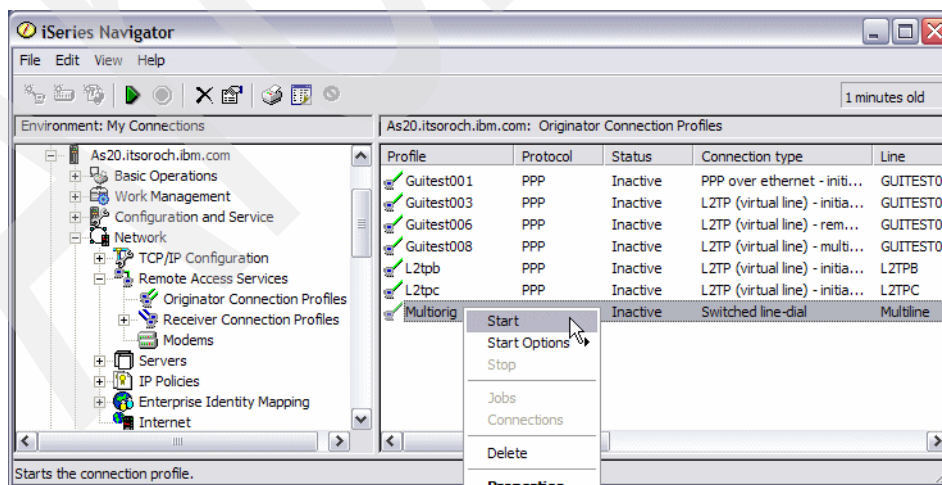 iSeries Navigator
File Edit View Help
1 minutes old
Environment: My Connections
As20.itsoroch.ibm.com: Originator Connection Profiles
As20.itsoroch.ibm.com
Basic Operations
Work Management
Configuration and Service
Network
TCP/IP Configuration
Remote Access Services
Originator Connection Profiles
Receiver Connection Profiles
Modems
Servers
IP Policies
Enterprise Identity Mapping
Internet
Profile Protocol Status Connection type Line
Guitest001 PPP Inactive PPP over ethernet - initi... GUITEST0
Guitest003 PPP Inactive L2TP (virtual line) - initia... GUITEST0
Guitest006 PPP Inactive L2TP (virtual line) - rem... GUITEST0
Guitest008 PPP Inactive L2TP (virtual line) - multi... GUITEST0
L2tpb PPP Inactive L2TP (virtual line) - initia... L2TPB
L2tpc PPP Inactive L2TP (virtual line) - initia... L2TPC
Multiorig Inactive Switched line-dial Multiline
Start
Start Options
Stop
Jobs
Connections
Delete
Properties
Starts the connection profile.